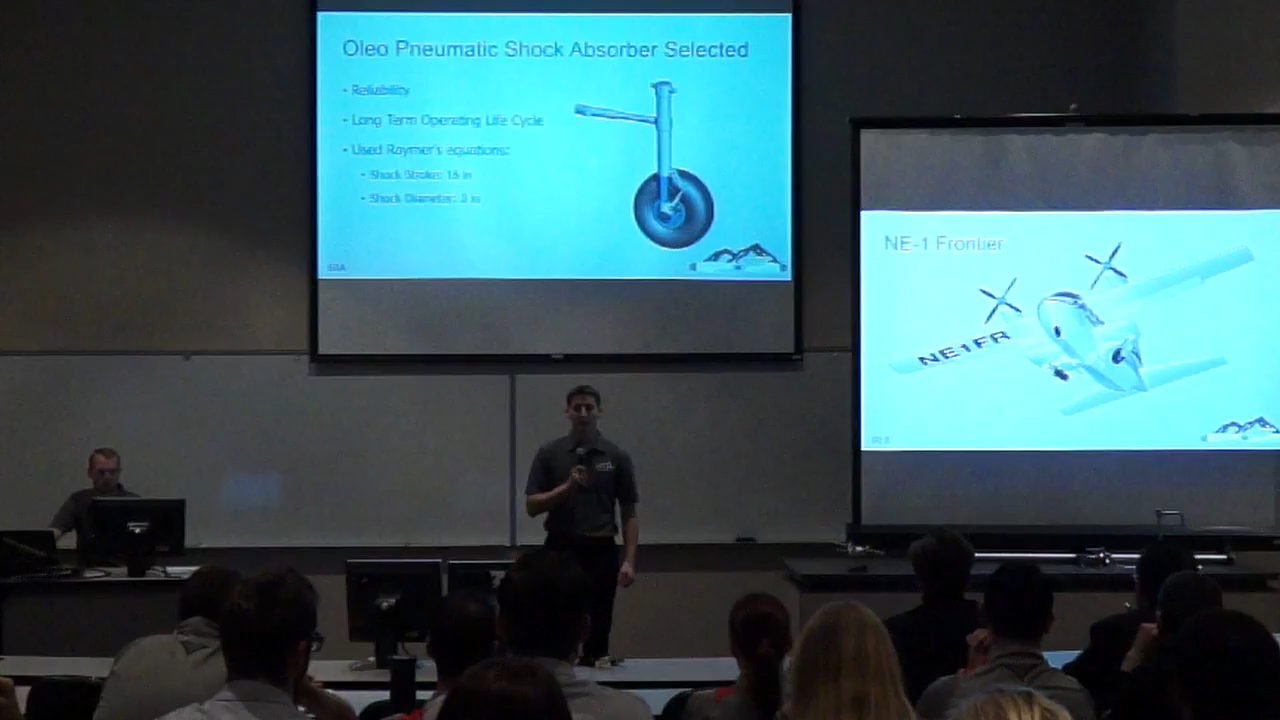 Oleo Pneumatic Shock Absorber Selected
• Reliability
• Long Term Operating Life Cycle
• Used Raymer's equations:
• Shock Stroke: 16 in
• Shock Diameter: 3 in
NE-1 Frontier
NE1FR